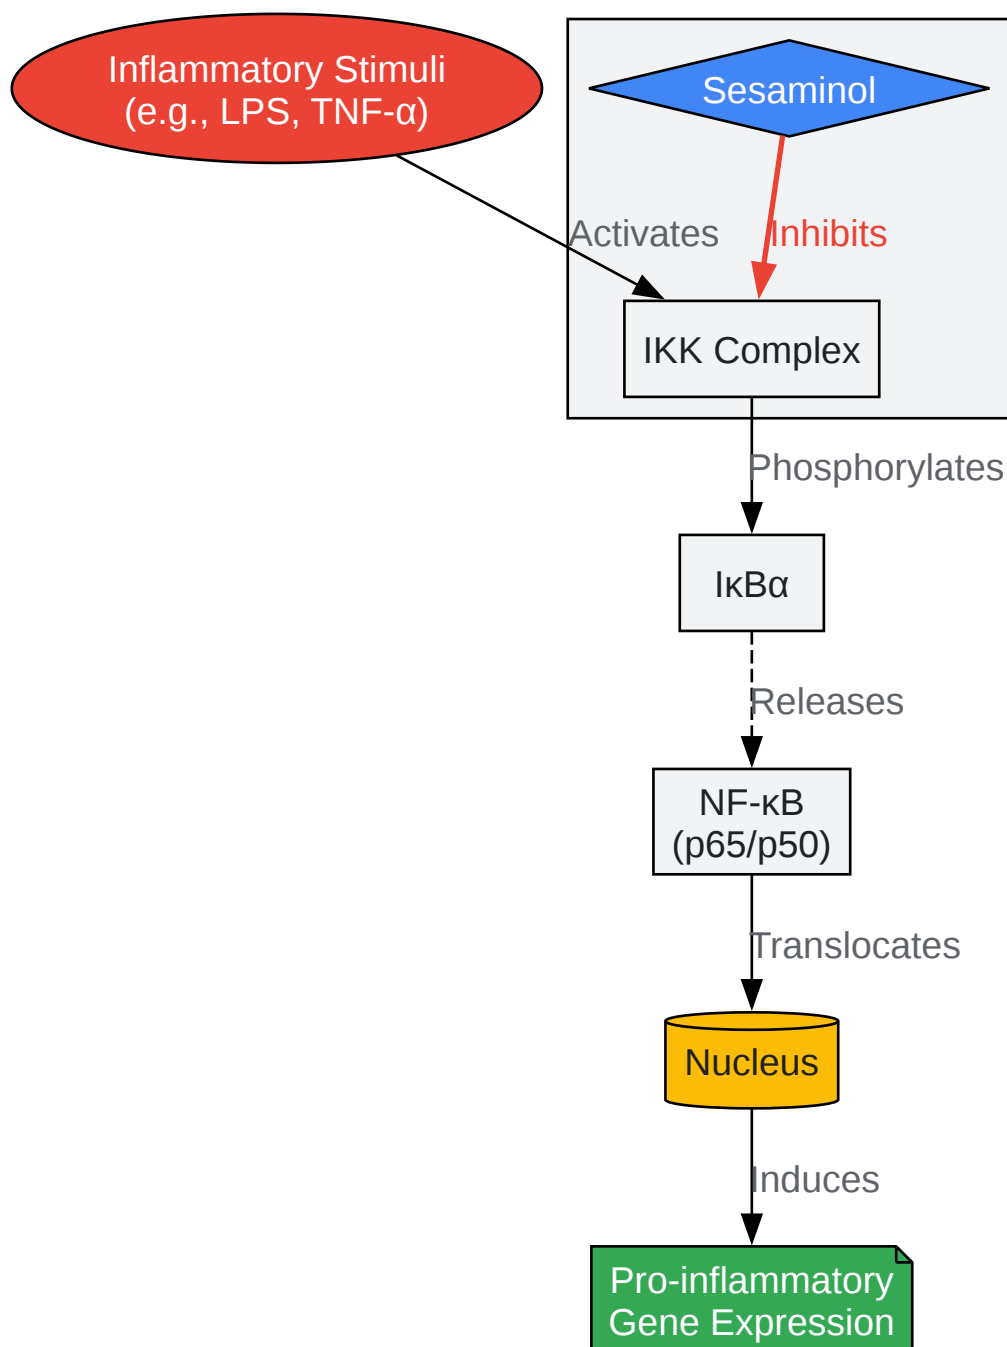 Inflammatory Stimuli
(e.g., LPS, TNF-α)
Sesaminol
Activates
Inhibits
IKK Complex
Phosphorylates
IκBα
Releases
NF-κB
(p65/p50)
Translocates
Nucleus
Induces
Pro-inflammatory
Gene Expression